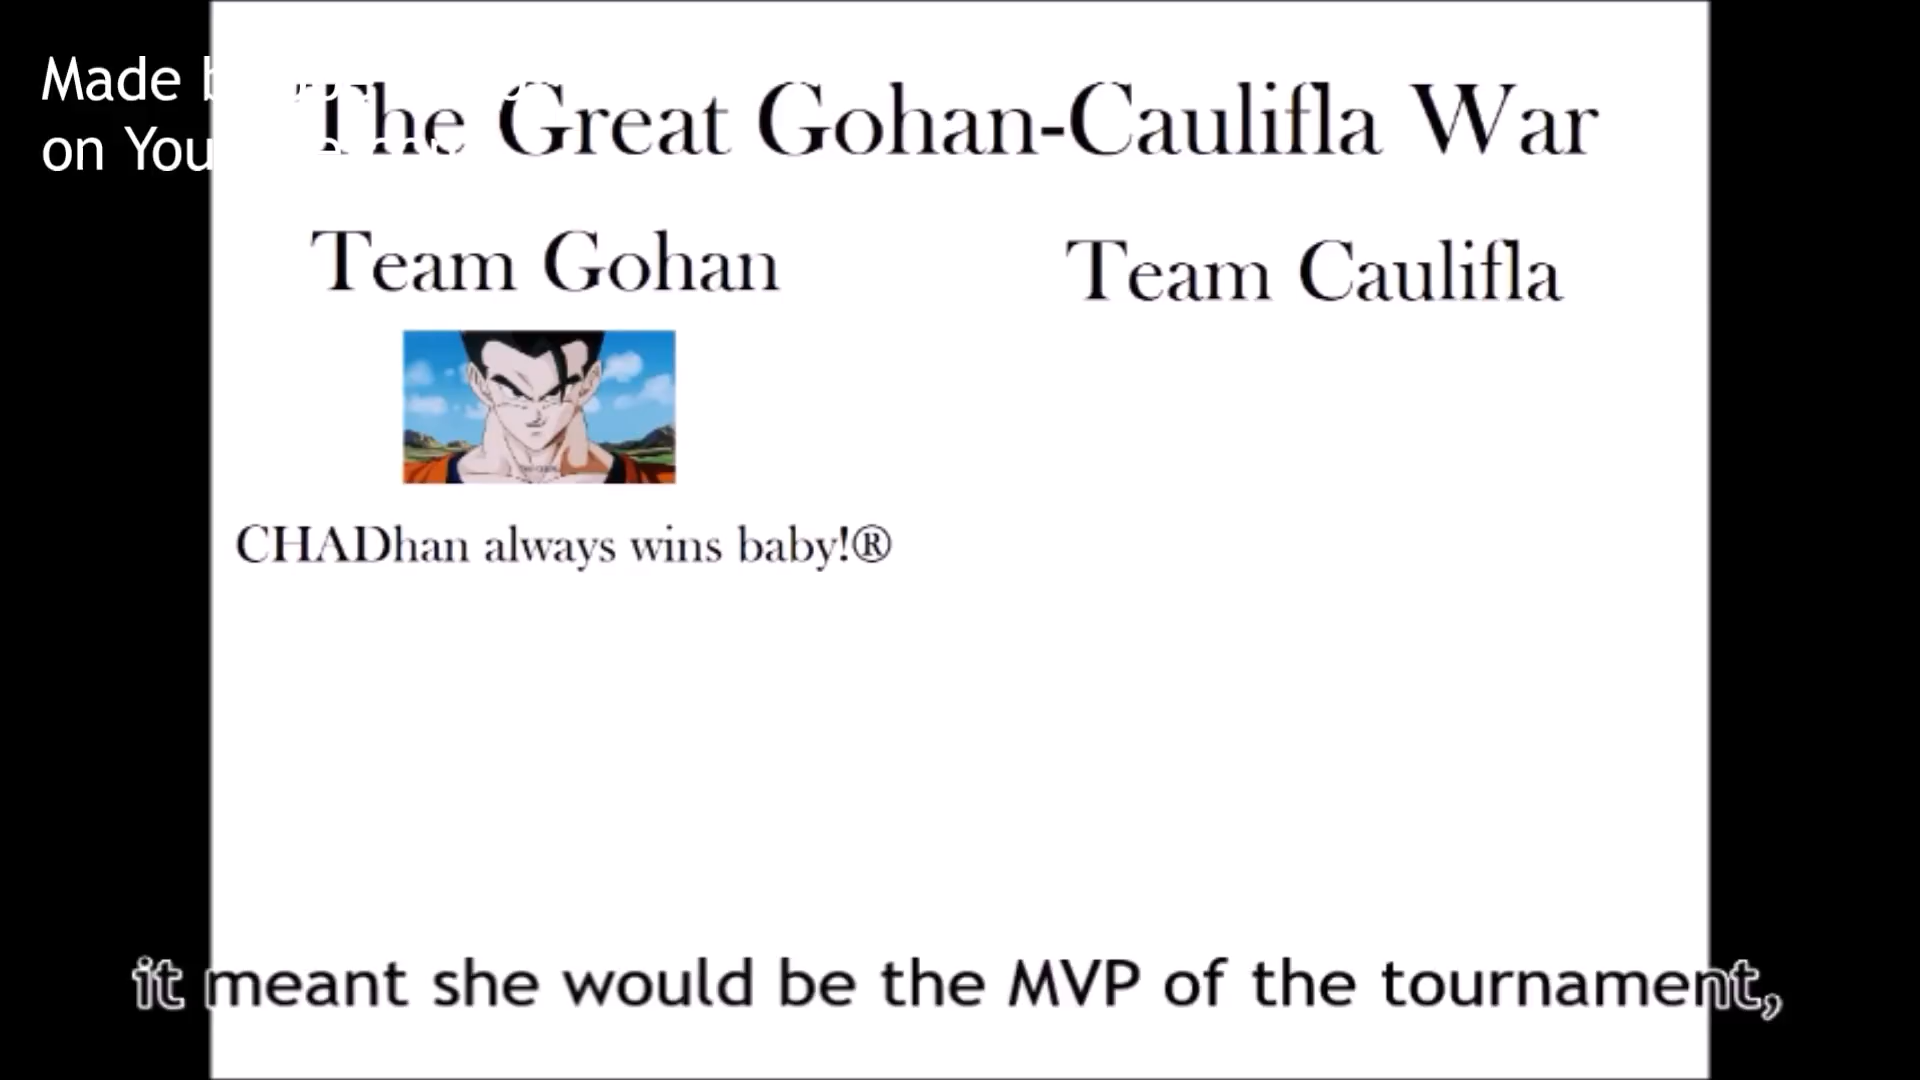 Made
on You
The Great Gohan-Caulifla War
Team Gohan
Team Caulifla
CHADhan always wins baby!®
it meant she would be the MVP of the tournament,